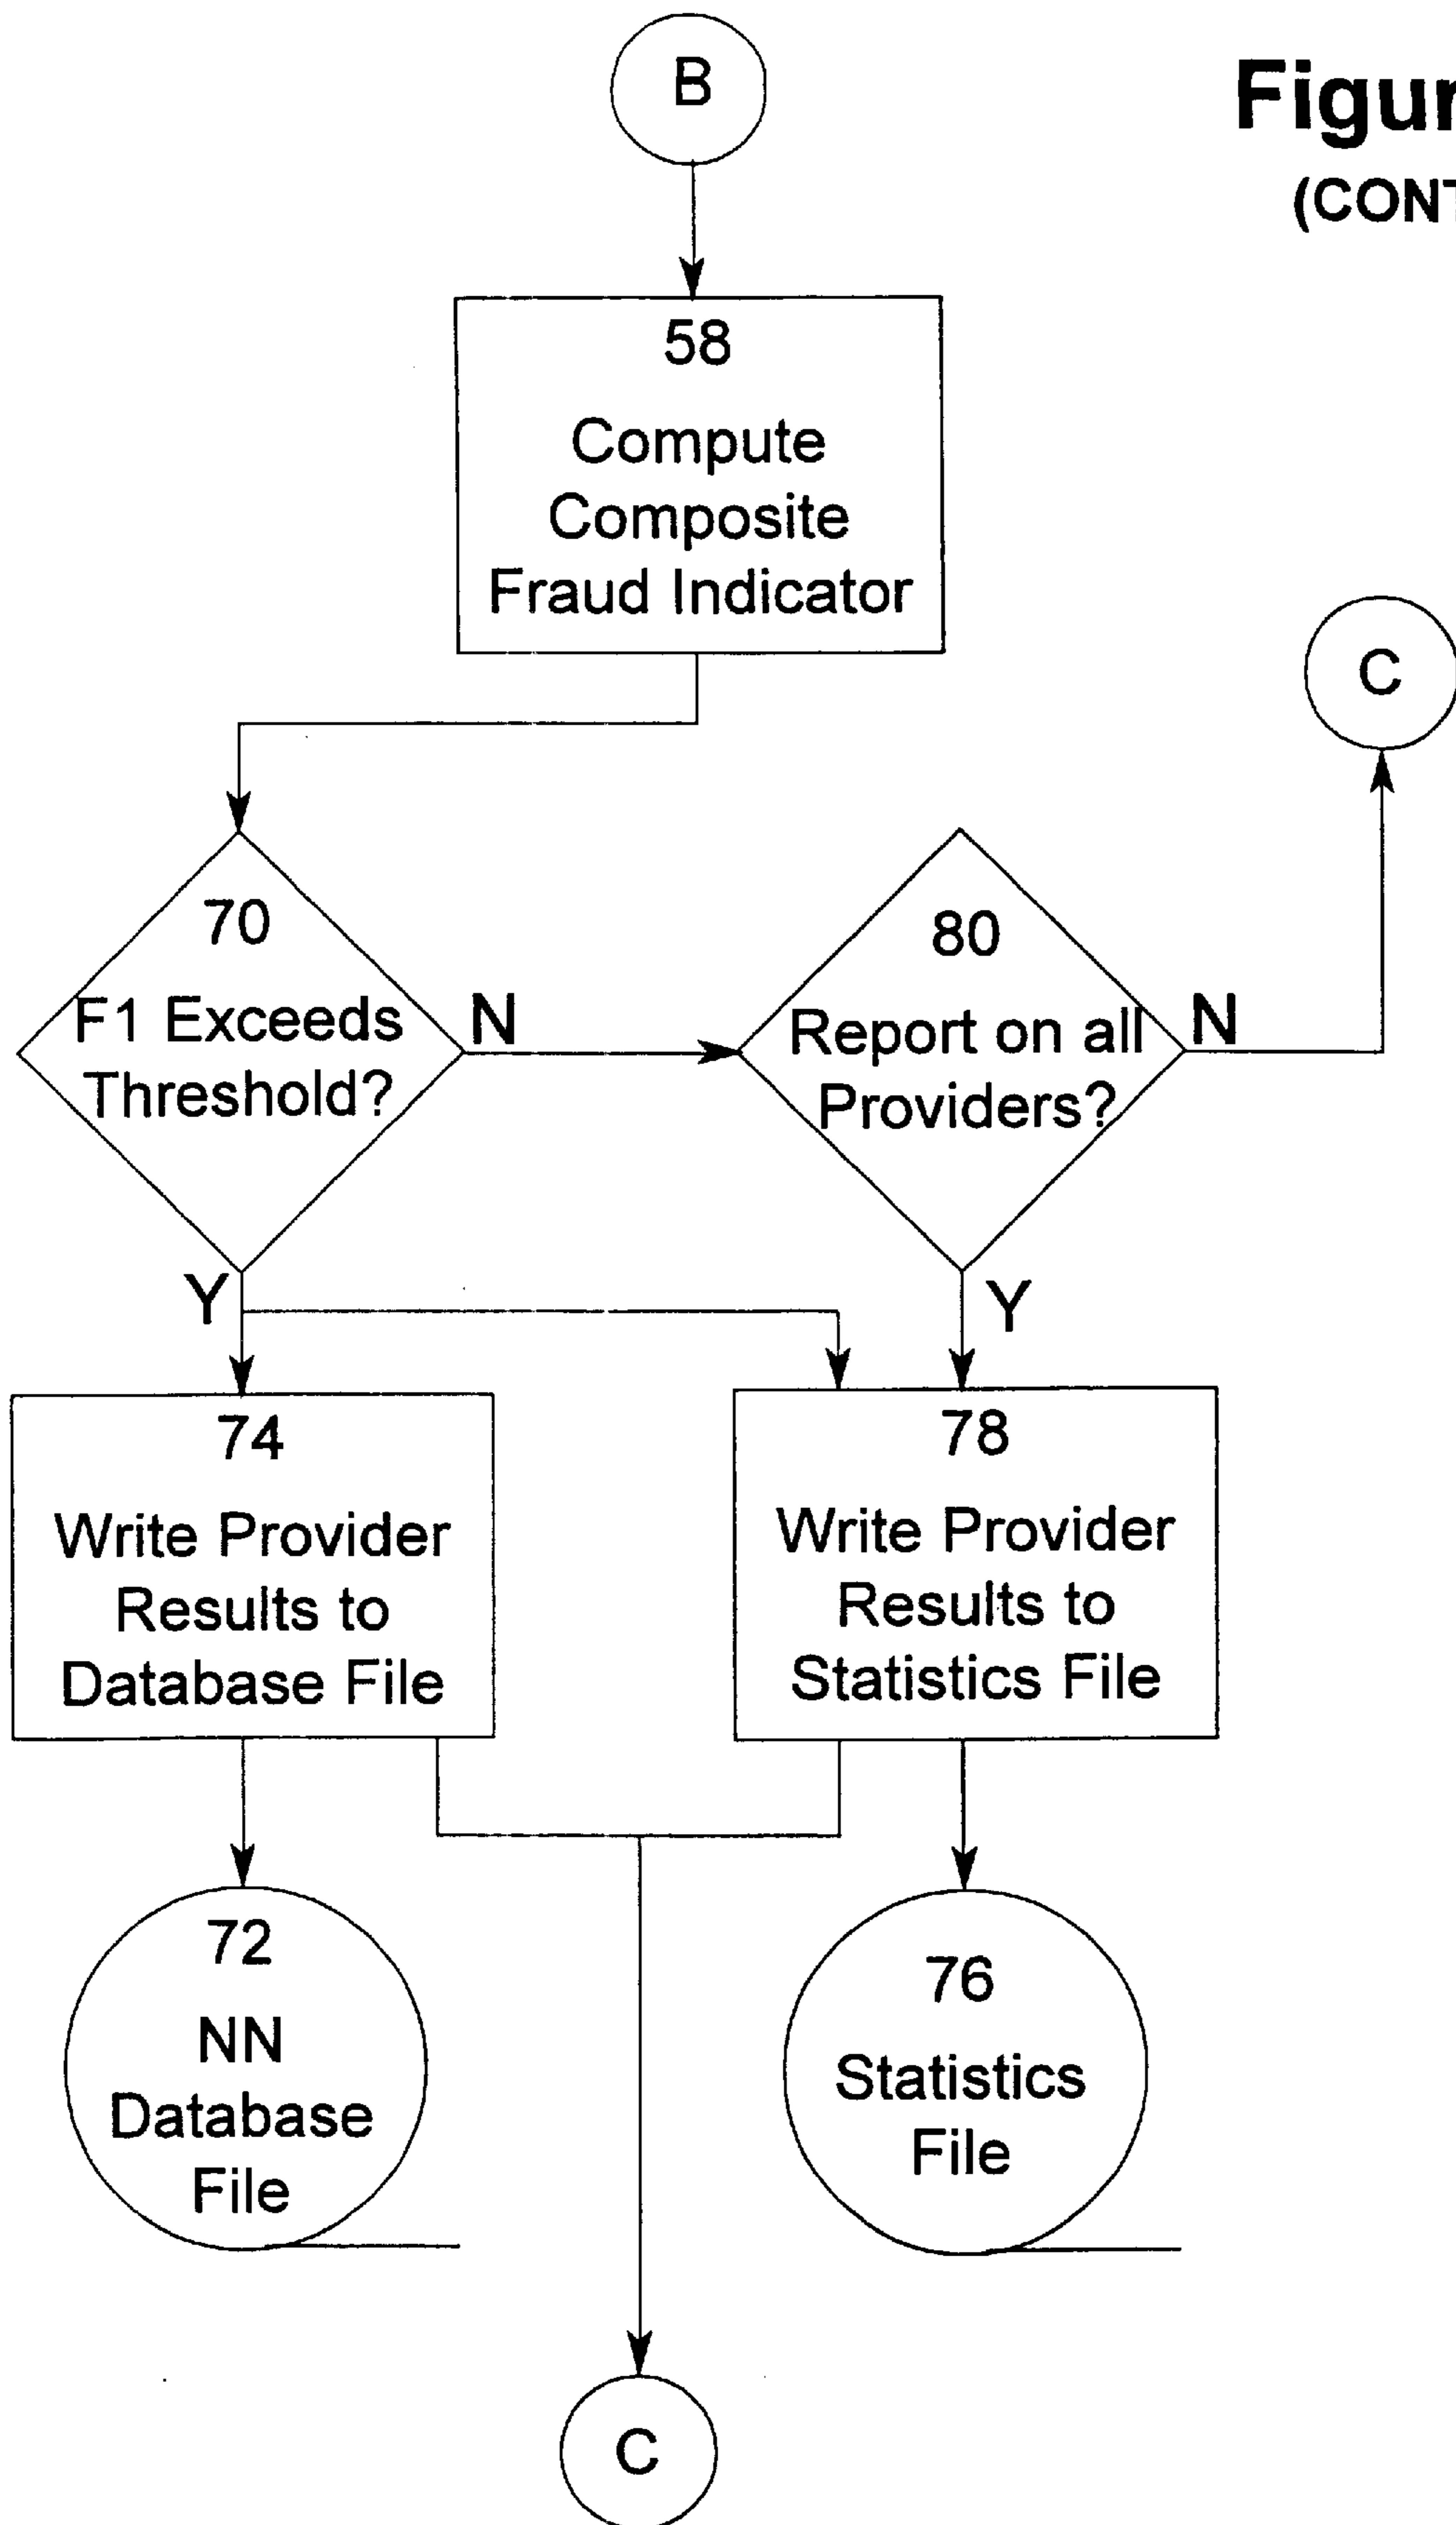 B
Figur
(CONT
58
Compute
Composite
Fraud Indicator
C
70
F1 Exceeds
Threshold?
N
80
Report on all
Providers?
N
Y
Y
74
Write Provider
Results to
Database File
78
Write Provider
Results to
Statistics File
72
NN
Database
File
76
Statistics
File
C